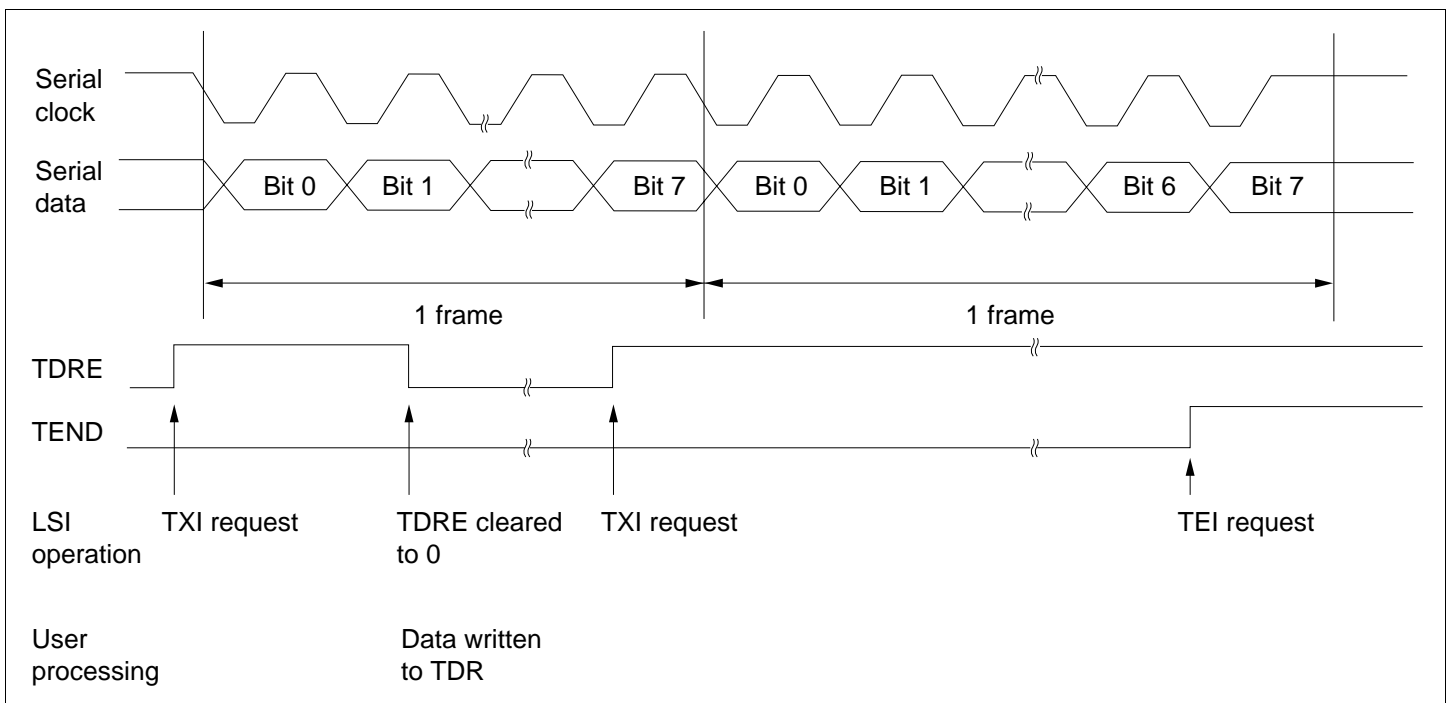 Serial
clock
Serial
data
Bit 0 Bit 1 Bit 7 Bit 0 Bit 1 Bit 6 Bit 7
1 frame 1 frame
TDRE
TEND
LSI
operation
TXI request
TDRE cleared
to 0
TXI request
TEI request
User
processing
Data written
to TDR